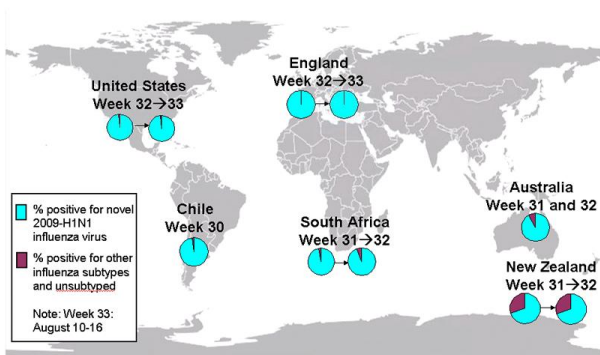 England
Week 32→33
United States
Week 32→33
Australia
Week 31 and 32
Chile
Week 30
South Africa
Week 31→32
New Zealand
Week 31→32
% positive for novel
2009-H1N1
influenza virus
% positive for other
influenza subtypes
and unsubtyped
Note: Week 33:
August 10-16